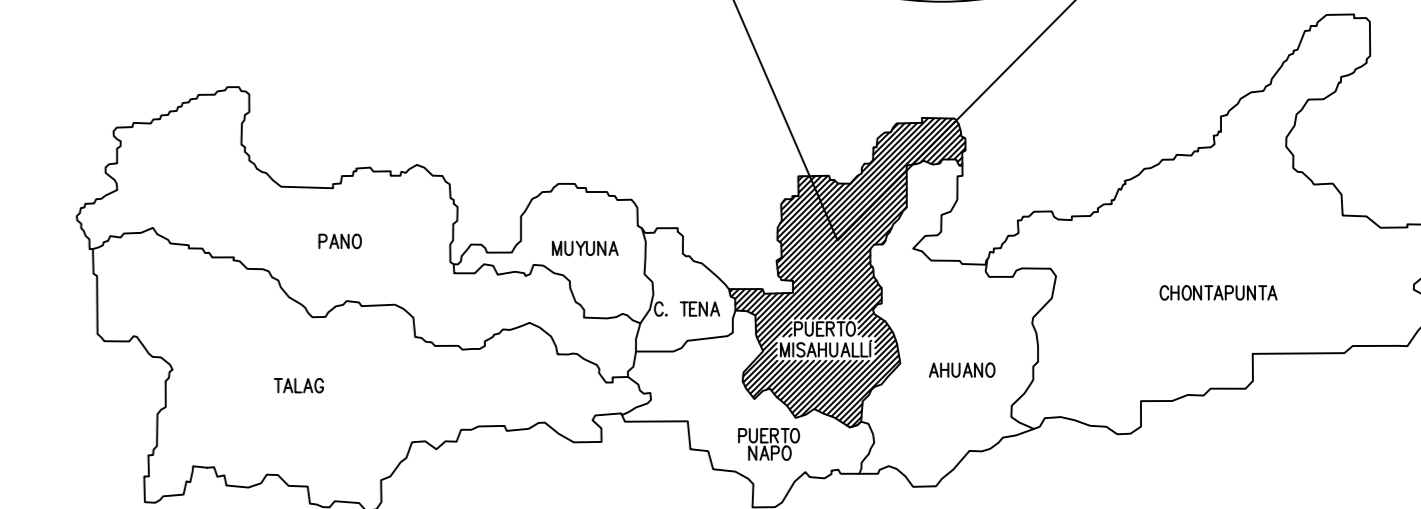 PANO
MUYUNA
C. TENA
CHONTAPUNTA
PUERTO
MISAHUALLÍ
AHUANO
TALAG
PUERTO
NAPO